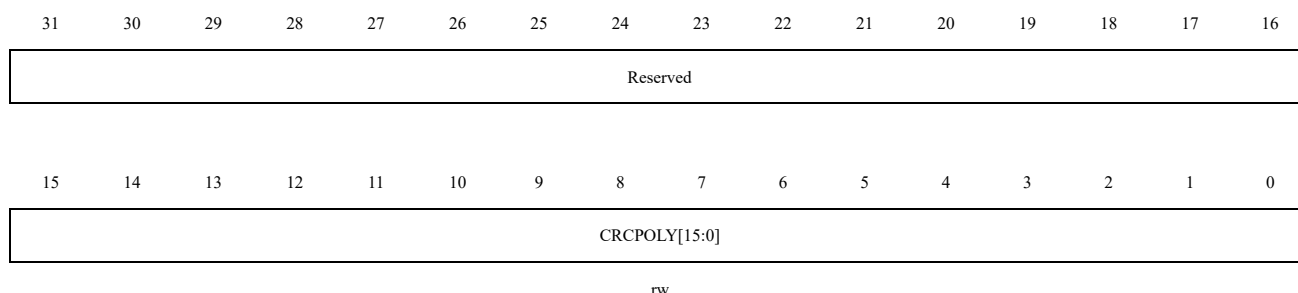 31 30 29 28 27 26 25 24 23 22 21 20 19 18 17 16
Reserved
15 14 13 12 11 10 9 8 7 6 5 4 3 2 1 0
CRCPOLY[15:0]
rw